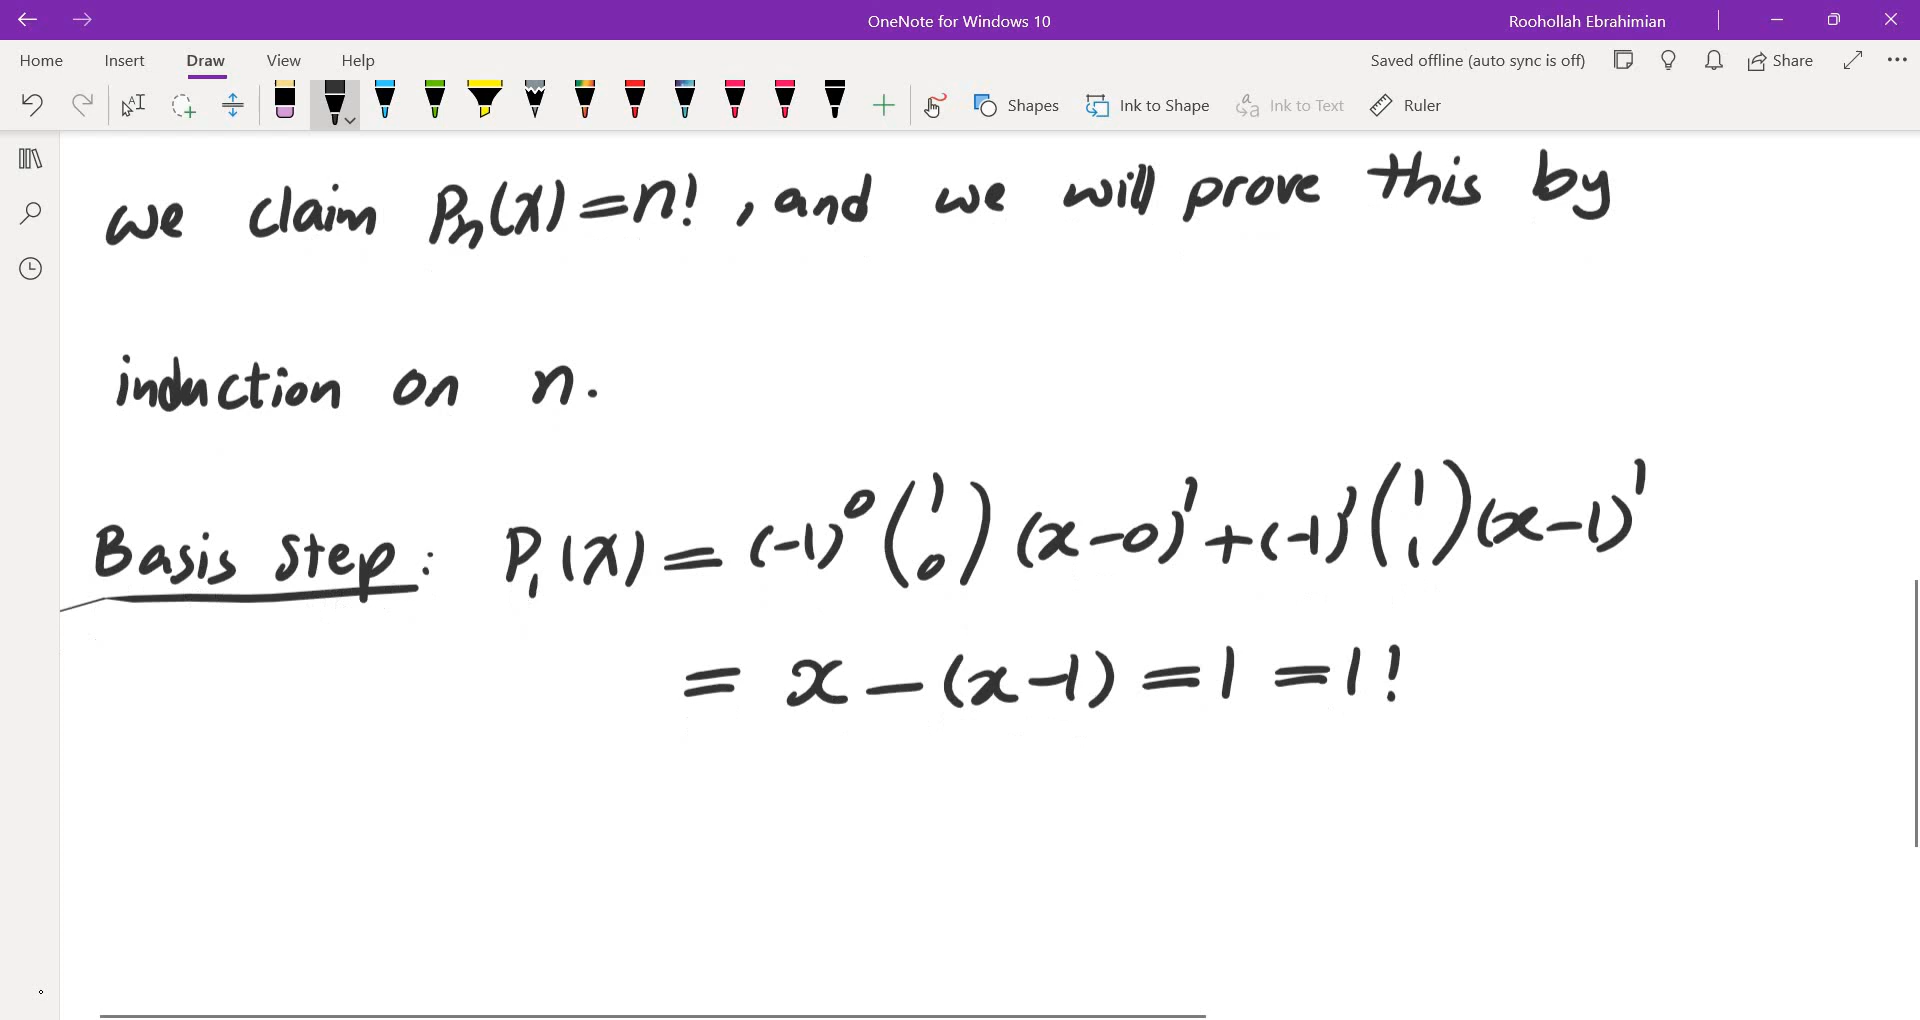 OneNote for Windows 10
Roohollah Ebrahimian
Home Insert Draw View Help
Saved offline (auto sync is off) Share
Shapes Ink to Shape Ink to Text Ruler
we claim Pₙ(x) = n! , and we will prove this by
induction on n.
Basis Step: P₁(x) = (-1)⁰ (1 0) (x-0)¹ + (-1)¹ (1 1) (x-1)¹
= x - (x-1) = 1 = 1!